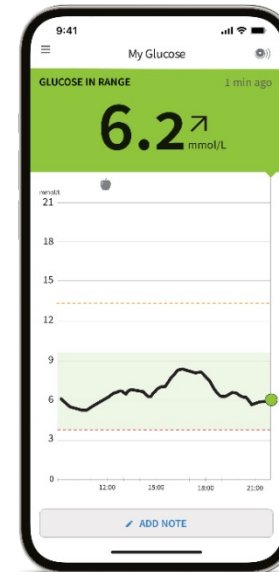 9:41
My Glucose
GLUCOSE IN RANGE 1 min ago
6.2 mmol/L
mmol/L
21
18
15
12
9
6
3
0
12:00 15:00 18:00 21:00
ADD NOTE